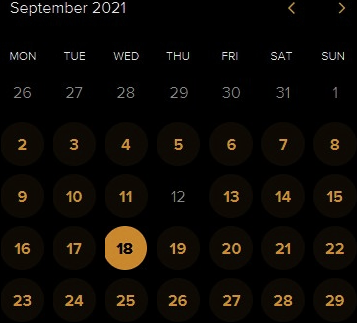 September 2021
MON TUE WED THU FRI SAT SUN
26 27 28 29 30 31 1
2 3 4 5 6 7 8
9 10 11 12 13 14 15
16 17 18 19 20 21 22
23 24 25 26 27 28 29